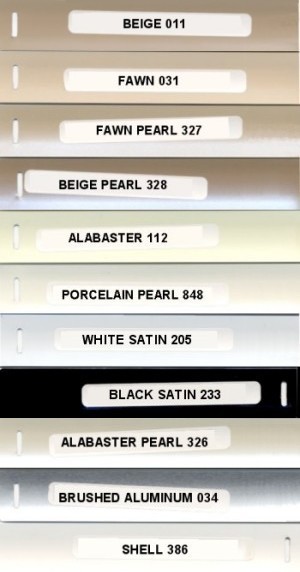 BEIGE 011
FAWN 031
FAWN PEARL 327
BEIGE PEARL 328
ALABASTER 112
PORCELAIN PEARL 848
WHITE SATIN 205
BLACK SATIN 233
ALABASTER PEARL 326
BRUSHED ALUMINUM 034
SHELL 386